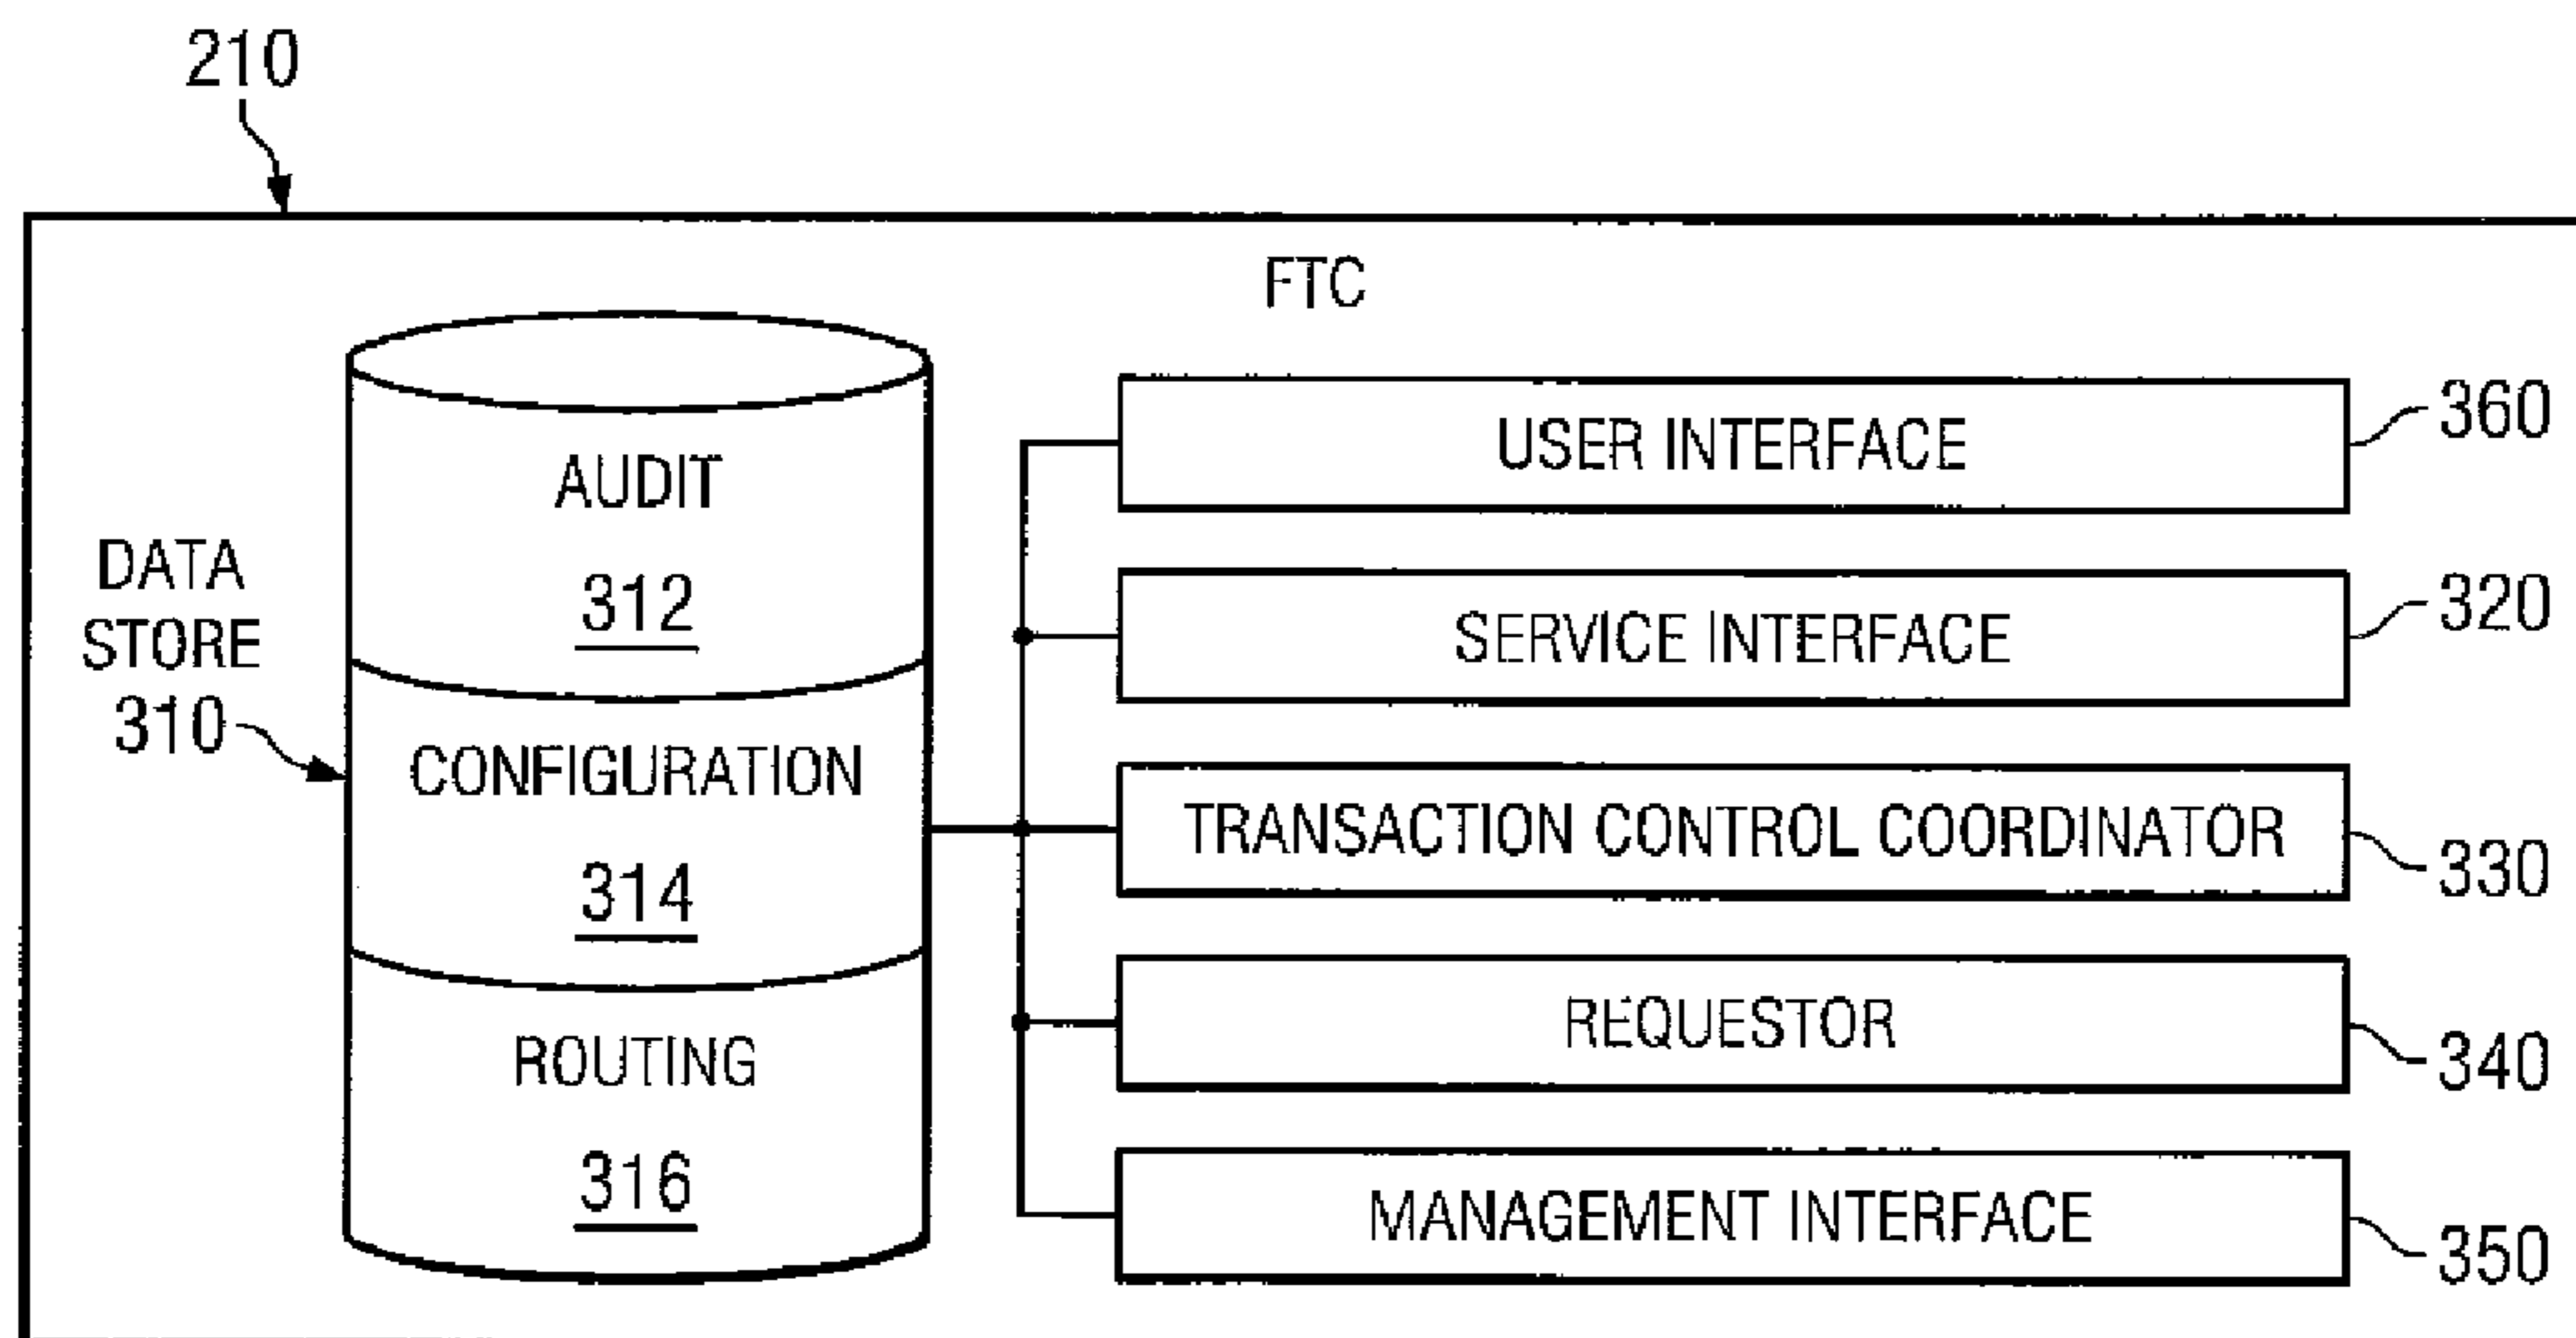 210
FTC
AUDIT
312
DATA
STORE
310
CONFIGURATION
314
ROUTING
316
USER INTERFACE
360
SERVICE INTERFACE
320
TRANSACTION CONTROL COORDINATOR
330
REQUESTOR
340
MANAGEMENT INTERFACE
350